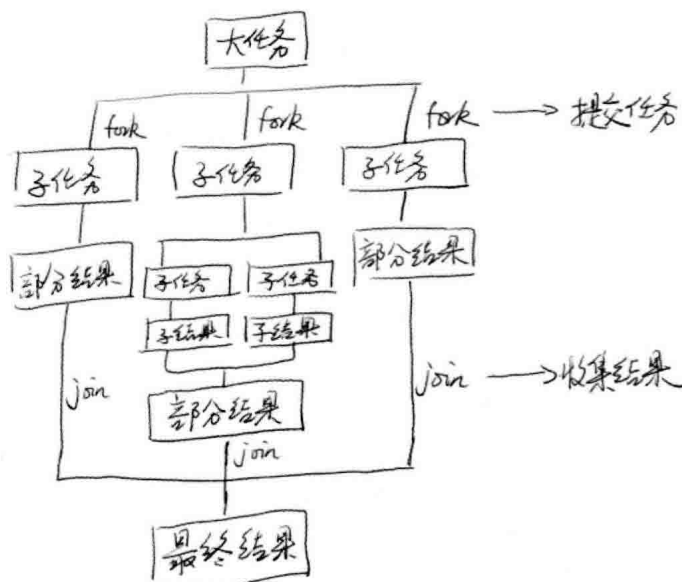 大任务
fork fork fork → 提交任务
子任务 子任务 子任务
部分结果 子任务 子任务 部分结果
子结果 子结果
join join → 收集结果
部分结果
join
最终结果